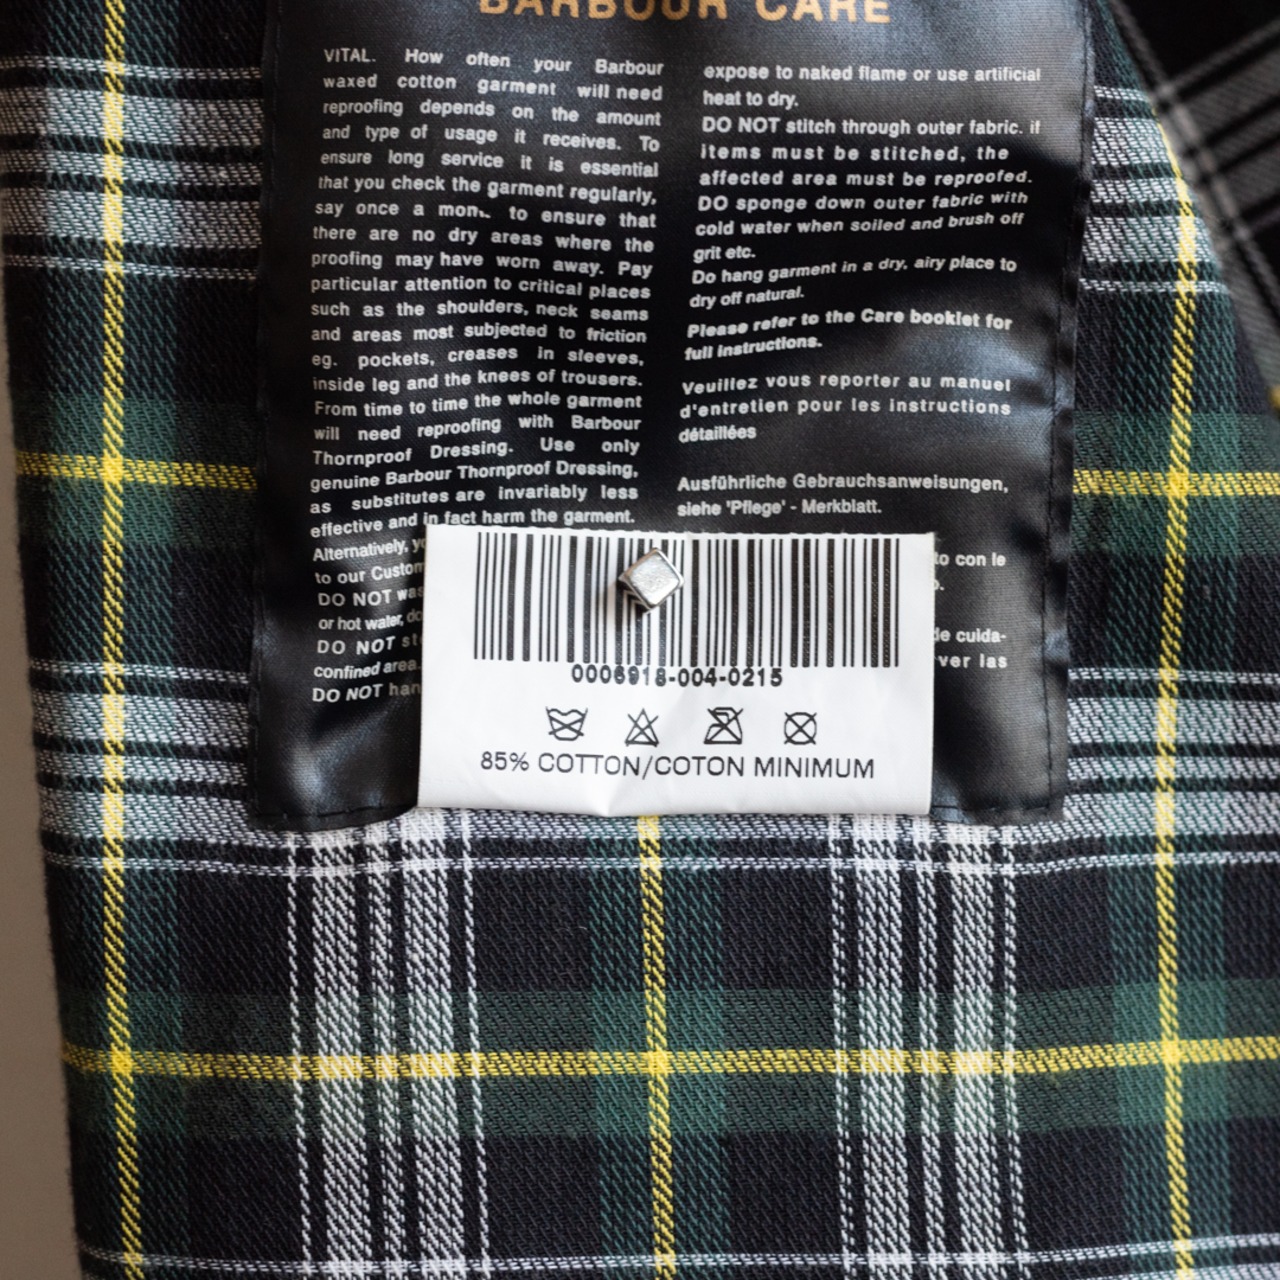 BARBOUR CARE
VITAL. How often your Barbour
waxed cotton garment will need
reproofing depends on the amount
and type of usage it receives. To
ensure long service it is essential
that you check the garment regularly,
say once a mon.. to ensure that
there are no dry areas where the
proofing may have worn away. Pay
particular attention to critical places
such as the shoulders, neck seams
and areas most subjected to friction
eg. pockets, creases in sleeves,
inside leg and the knees of trousers.
From time to time the whole garment
will need reproofing with Barbour
Thornproof Dressing. Use only
genuine Barbour Thornproof Dressing,
as substitutes are invariably less
effective and in fact harm the garment.
Alternatively,
to our Custom
DO NOT was
or hot water, do
DO NOT st
confined area.
DO NOT han
expose to naked flame or use artificial
heat to dry.
DO NOT stitch through outer fabric. if
items must be stitched, the
affected area must be reproofed.
DO sponge down outer fabric with
cold water when soiled and brush off
grit etc.
Do hang garment in a dry, airy place to
dry off natural.
Please refer to the Care booklet for
full instructions.
Veuillez vous reporter au manuel
d'entretien pour les instructions
détaillées
Ausführliche Gebrauchsanweisungen,
siehe 'Pflege' - Merkblatt.
to con le
o.
de cuida-
ver las
0006918-004-0215
85% COTTON/COTON MINIMUM